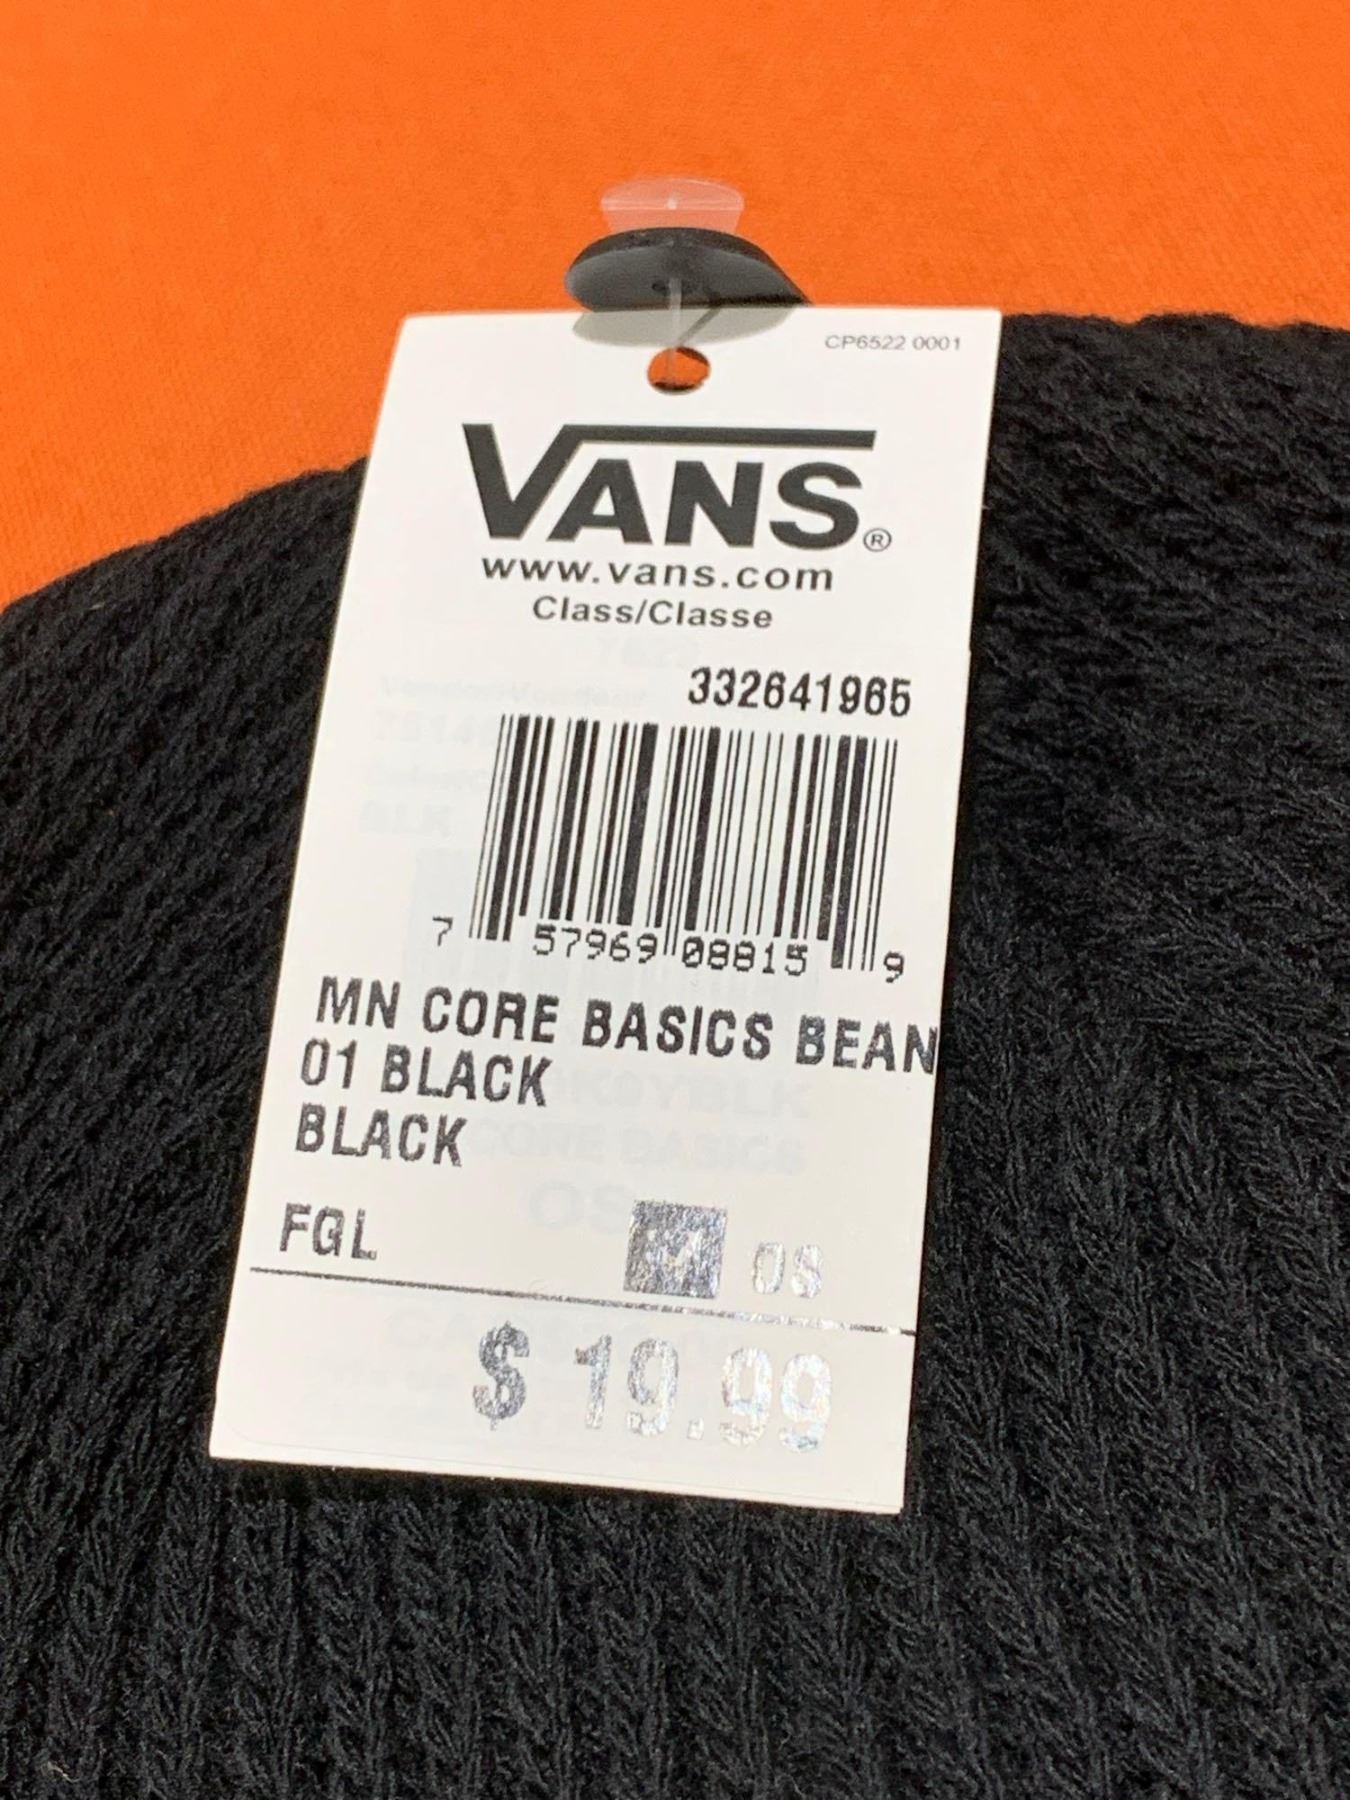 CP6522 0001
VANS®
www.vans.com
Class/Classe
332641965
7 57969 08815 9
MN CORE BASICS BEAN
01 BLACK
BLACK
FGL M OS
$ 19.99